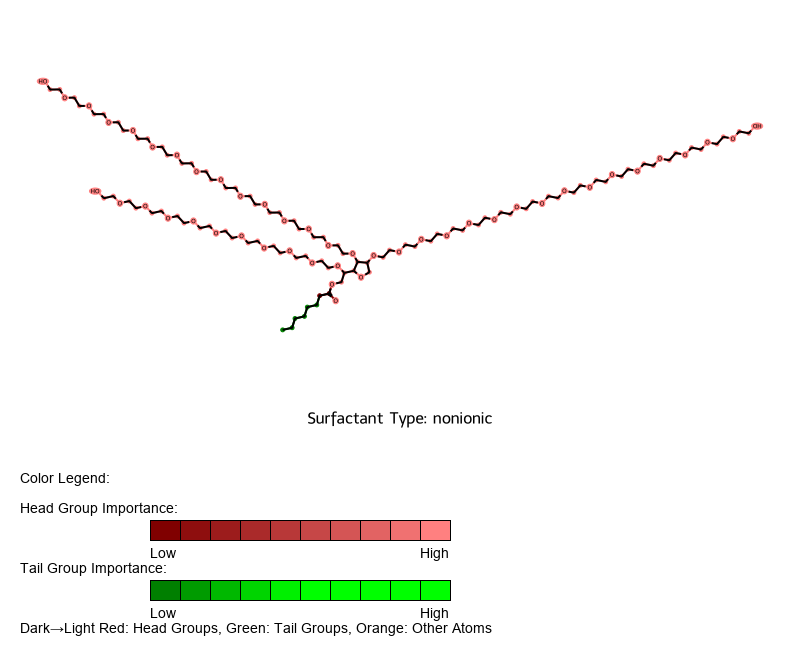 HO
OH
HO
Surfactant Type: nonionic
Color Legend:
Head Group Importance:
Low High
Tail Group Importance:
Low High
Dark→Light Red: Head Groups, Green: Tail Groups, Orange: Other Atoms